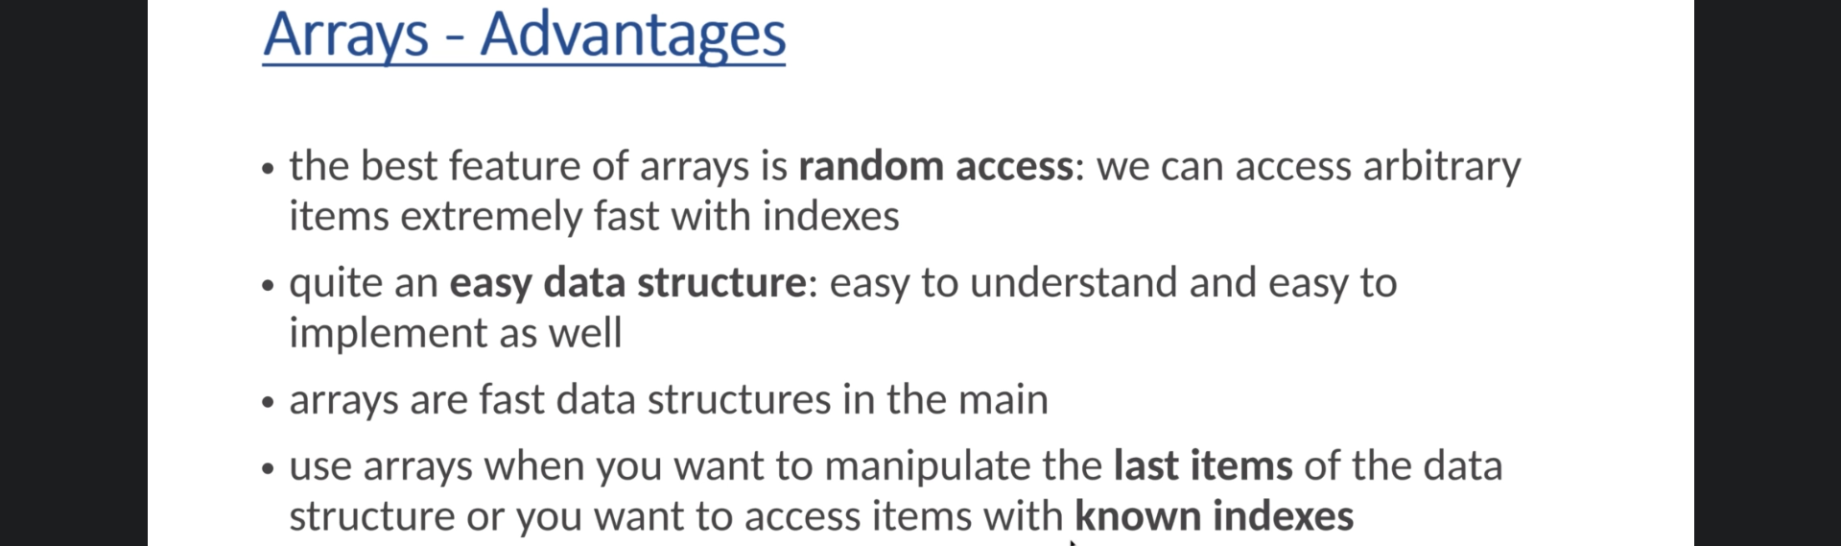 Arrays - Advantages
• the best feature of arrays is random access: we can access arbitrary
items extremely fast with indexes
• quite an easy data structure: easy to understand and easy to
implement as well
• arrays are fast data structures in the main
• use arrays when you want to manipulate the last items of the data
structure or you want to access items with known indexes